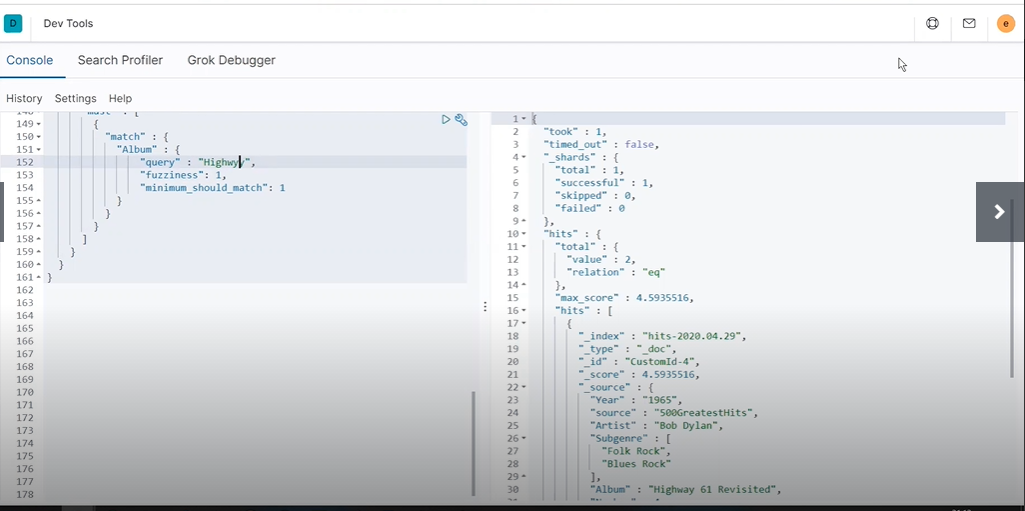 D Dev Tools e
Console Search Profiler Grok Debugger
History Settings Help
149 {
150 "match" : {
151 "Album" : {
152 "query" : "Highwyy",
153 "fuzziness": 1,
154 "minimum_should_match": 1
155 }
156 }
157 }
158 ]
159 }
160 }
161 }
162
163
164
165
166
167
168
169
170
171
172
173
174
175
176
177
178
1 {
2 "took" : 1,
3 "timed_out" : false,
4 "_shards" : {
5 "total" : 1,
6 "successful" : 1,
7 "skipped" : 0,
8 "failed" : 0
9 },
10 "hits" : {
11 "total" : {
12 "value" : 2,
13 "relation" : "eq"
14 },
15 "max_score" : 4.5935516,
16 "hits" : [
17 {
18 "_index" : "hits-2020.04.29",
19 "_type" : "_doc",
20 "_id" : "CustomId-4",
21 "_score" : 4.5935516,
22 "_source" : {
23 "Year" : "1965",
24 "source" : "500GreatestHits",
25 "Artist" : "Bob Dylan",
26 "Subgenre" : [
27 "Folk Rock",
28 "Blues Rock"
29 ],
30 "Album" : "Highway 61 Revisited",